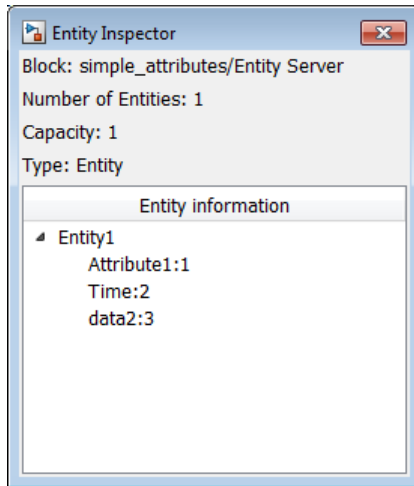 Entity Inspector
Block: simple_attributes/Entity Server
Number of Entities: 1
Capacity: 1
Type: Entity
Entity information
Entity1
Attribute1:1
Time:2
data2:3